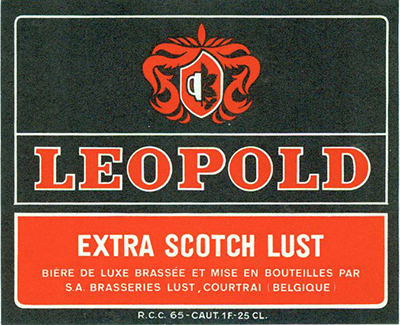 LEOPOLD
EXTRA SCOTCH LUST
BIÈRE DE LUXE BRASSÉE ET MISE EN BOUTEILLES PAR
S.A. BRASSERIES LUST, COURTRAI (BELGIQUE)
R.C.C. 65-CAUT. 1F-25 CL.